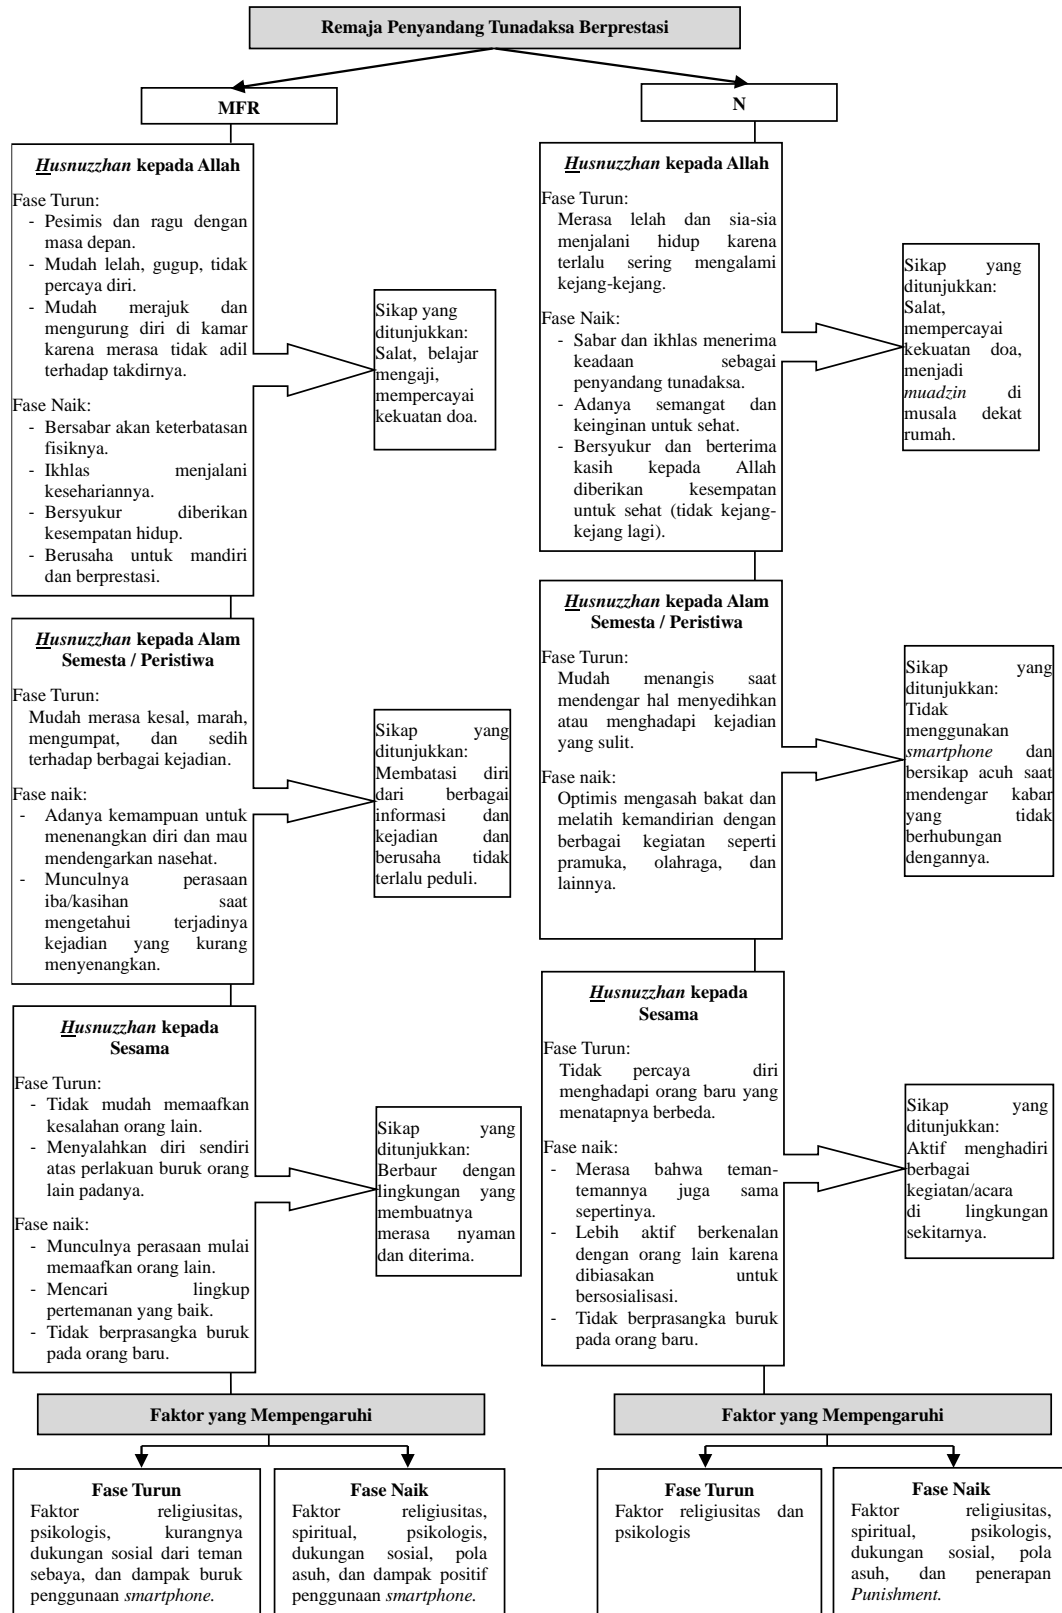 Remaja Penyandang Tunadaksa Berprestasi
MFR
Husnuzzhan kepada Allah
Fase Turun:
- Pesimis dan ragu dengan
masa depan.
- Mudah lelah, gugup, tidak
percaya diri.
- Mudah merajuk dan
mengurung diri di kamar
karena merasa tidak adil
terhadap takdirnya.
Fase Naik:
- Bersabar akan keterbatasan
fisiknya.
- Ikhlas menjalani
kesehariannya.
- Bersyukur diberikan
kesempatan hidup.
- Berusaha untuk mandiri
dan berprestasi.
Sikap yang
ditunjukkan:
Salat, belajar
mengaji,
mempercayai
kekuatan doa.
Husnuzzhan kepada Alam
Semesta / Peristiwa
Fase Turun:
Mudah merasa kesal, marah,
mengumpat, dan sedih
terhadap berbagai kejadian.
Fase naik:
- Adanya kemampuan untuk
menenangkan diri dan mau
mendengarkan nasehat.
- Munculnya perasaan
iba/kasihan saat
mengetahui terjadinya
kejadian yang kurang
menyenangkan.
Sikap yang
ditunjukkan:
Membatasi diri
dari berbagai
informasi dan
kejadian dan
berusaha tidak
terlalu peduli.
Husnuzzhan kepada
Sesama
Fase Turun:
- Tidak mudah memaafkan
kesalahan orang lain.
- Menyalahkan diri sendiri
atas perlakuan buruk orang
lain padanya.
Fase naik:
- Munculnya perasaan mulai
memaafkan orang lain.
- Mencari lingkup
pertemanan yang baik.
- Tidak berprasangka buruk
pada orang baru.
Sikap yang
ditunjukkan:
Berbaur dengan
lingkungan yang
membuatnya
merasa nyaman
dan diterima.
Faktor yang Mempengaruhi
Fase Turun
Faktor religiusitas,
psikologis, kurangnya
dukungan sosial dari teman
sebaya, dan dampak buruk
penggunaan smartphone.
Fase Naik
Faktor religiusitas,
spiritual, psikologis,
dukungan sosial, pola
asuh, dan dampak positif
penggunaan smartphone.
N
Husnuzzhan kepada Allah
Fase Turun:
Merasa lelah dan sia-sia
menjalani hidup karena
terlalu sering mengalami
kejang-kejang.
Fase Naik:
- Sabar dan ikhlas menerima
keadaan sebagai
penyandang tunadaksa.
- Adanya semangat dan
keinginan untuk sehat.
- Bersyukur dan berterima
kasih kepada Allah
diberikan kesempatan
untuk sehat (tidak kejang-
kejang lagi).
Sikap yang
ditunjukkan:
Salat,
mempercayai
kekuatan doa,
menjadi
muadzin di
musala dekat
rumah.
Husnuzzhan kepada Alam
Semesta / Peristiwa
Fase Turun:
Mudah menangis saat
mendengar hal menyedihkan
atau menghadapi kejadian
yang sulit.
Fase naik:
Optimis mengasah bakat dan
melatih kemandirian dengan
berbagai kegiatan seperti
pramuka, olahraga, dan
lainnya.
Sikap yang
ditunjukkan:
Tidak
menggunakan
smartphone dan
bersikap acuh saat
mendengar kabar
yang tidak
berhubungan
dengannya.
Husnuzzhan kepada
Sesama
Fase Turun:
Tidak percaya diri
menghadapi orang baru yang
menatapnya berbeda.
Fase naik:
- Merasa bahwa teman-
temannya juga sama
sepertinya.
- Lebih aktif berkenalan
dengan orang lain karena
dibiasakan untuk
bersosialisasi.
- Tidak berprasangka buruk
pada orang baru.
Sikap yang
ditunjukkan:
Aktif menghadiri
berbagai
kegiatan/acara
di lingkungan
sekitarnya.
Faktor yang Mempengaruhi
Fase Turun
Faktor religiusitas dan
psikologis
Fase Naik
Faktor religiusitas,
spiritual, psikologis,
dukungan sosial, pola
asuh, dan penerapan
Punishment.